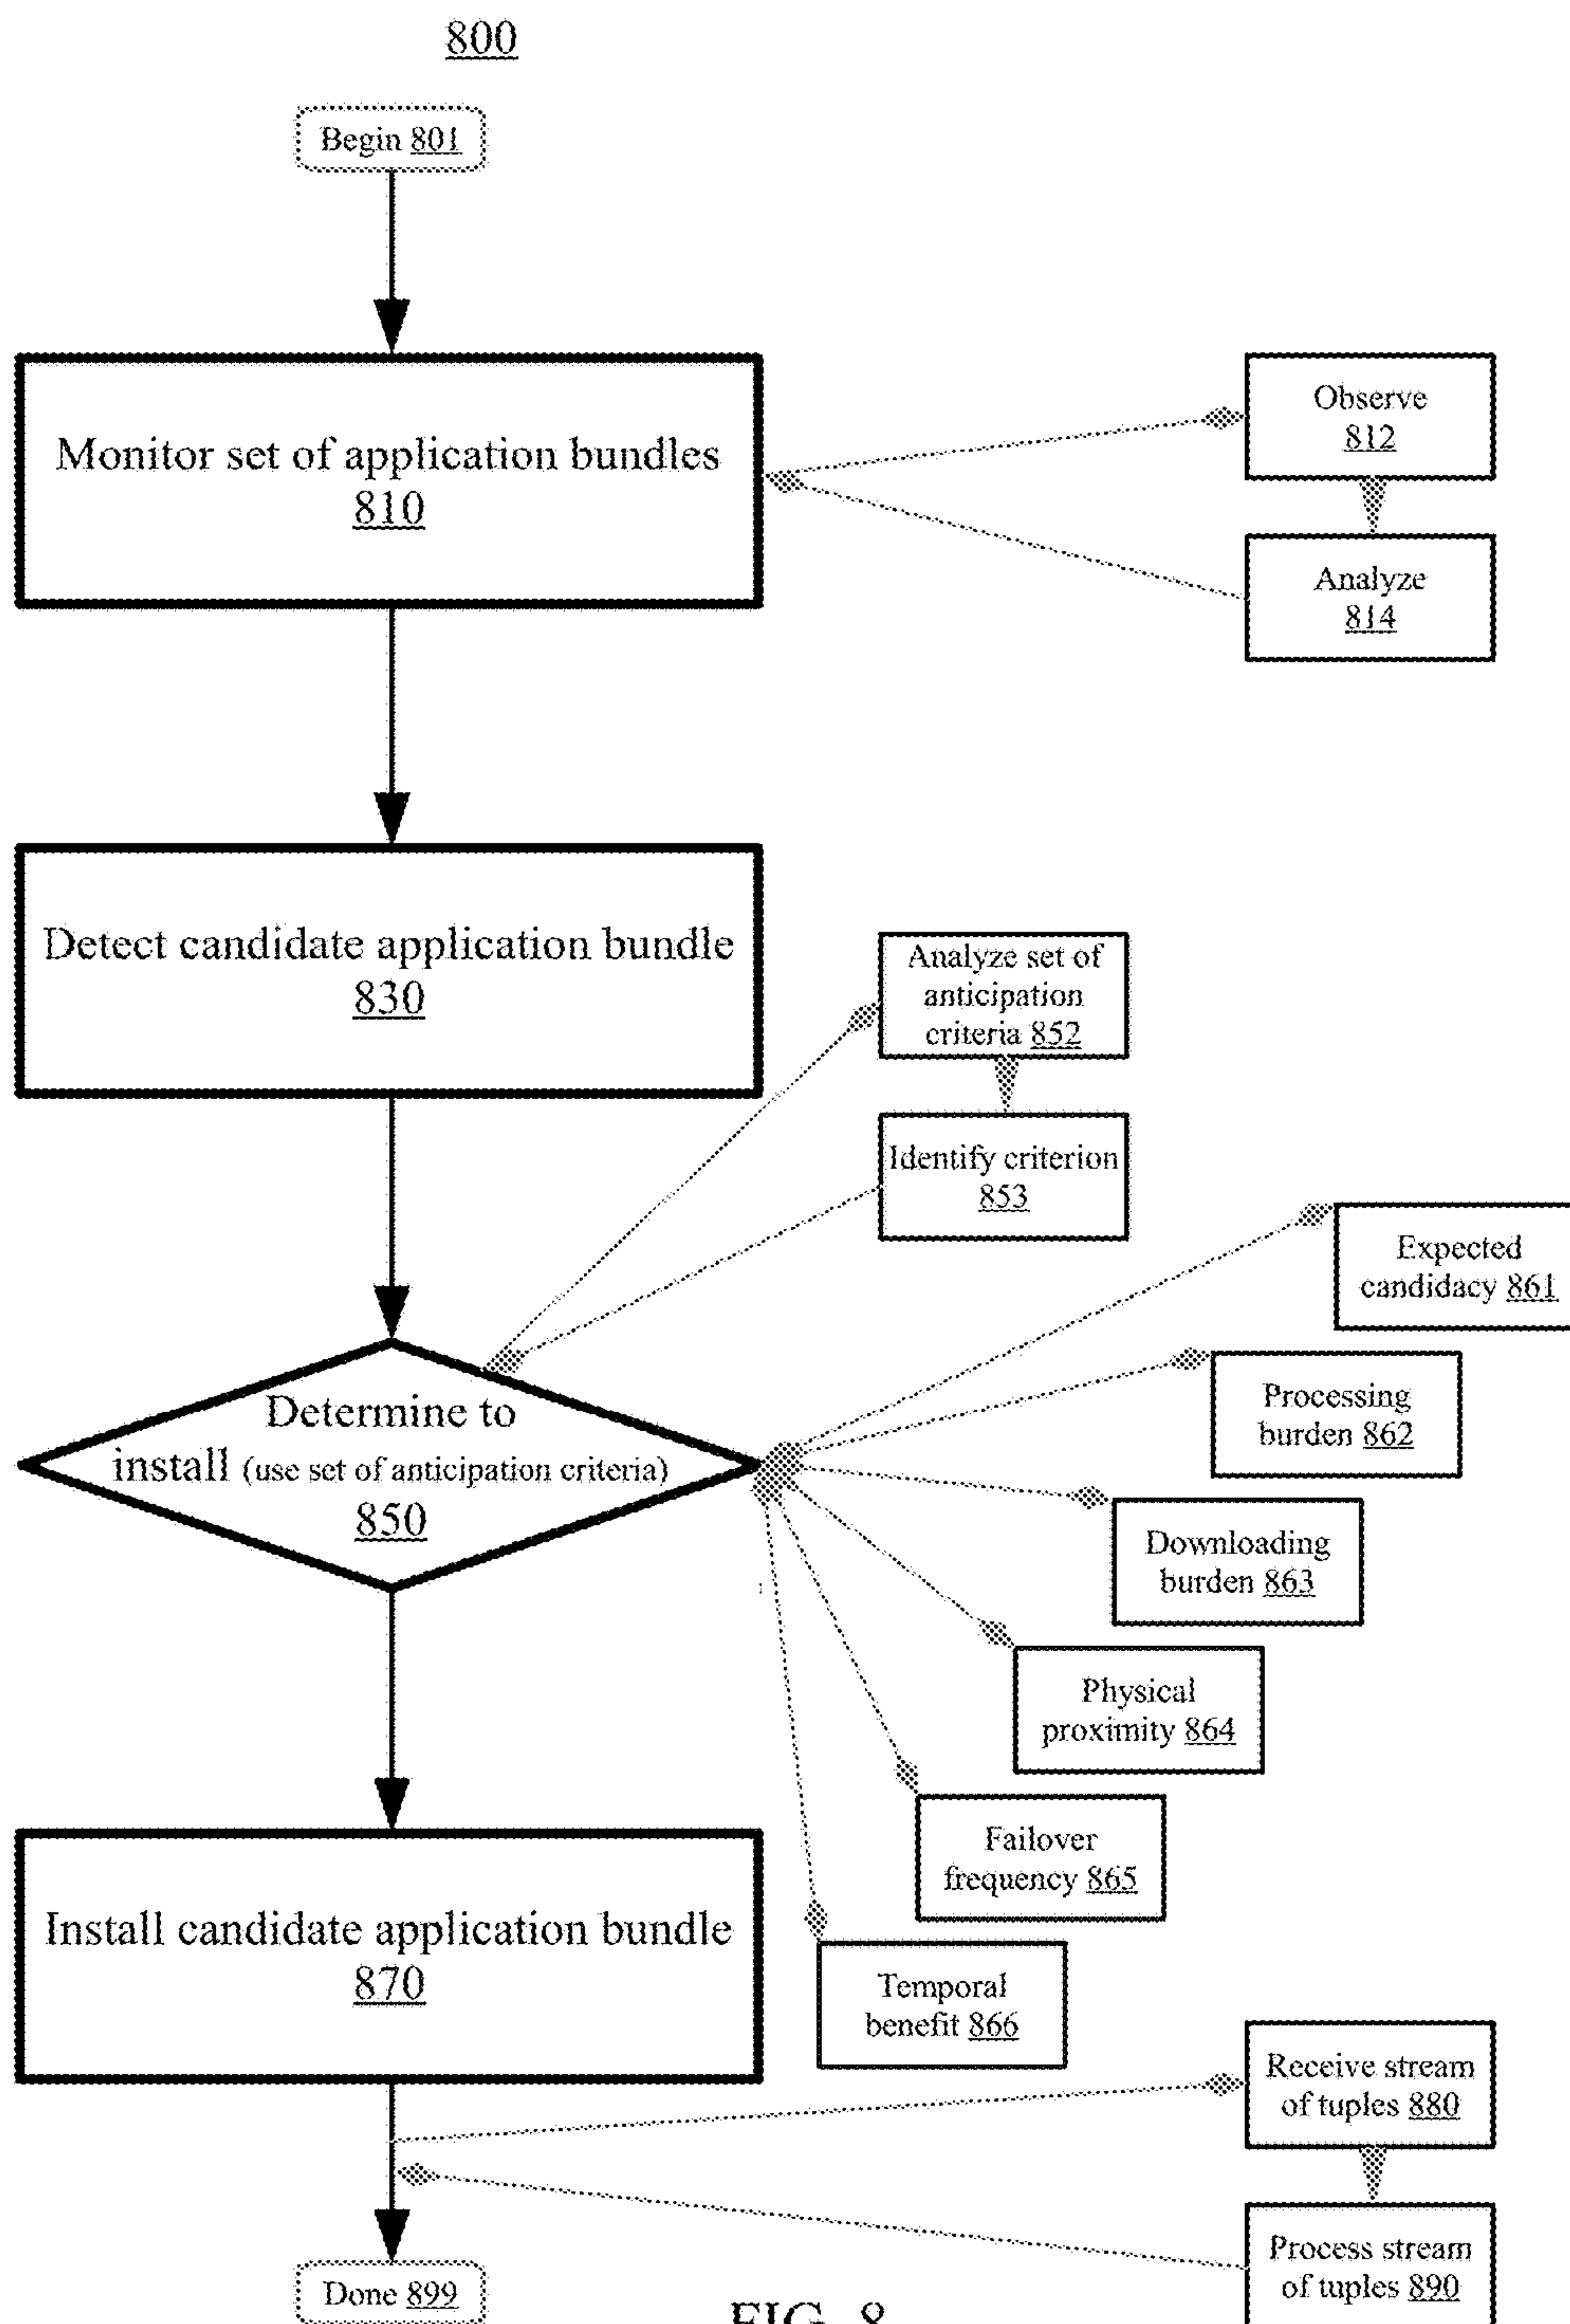 800
Begin 801
Monitor set of application bundles
810
Observe
812
Analyze
814
Detect candidate application bundle
830
Analyze set of
anticipation
criteria 852
Identify criterion
853
Determine to
install (use set of anticipation criteria)
850
Expected
candidacy 861
Processing
burden 862
Downloading
burden 863
Physical
proximity 864
Failover
frequency 865
Temporal
benefit 866
Install candidate application bundle
870
Receive stream
of tuples 880
Process stream
of tuples 890
Done 899
FIG. 8